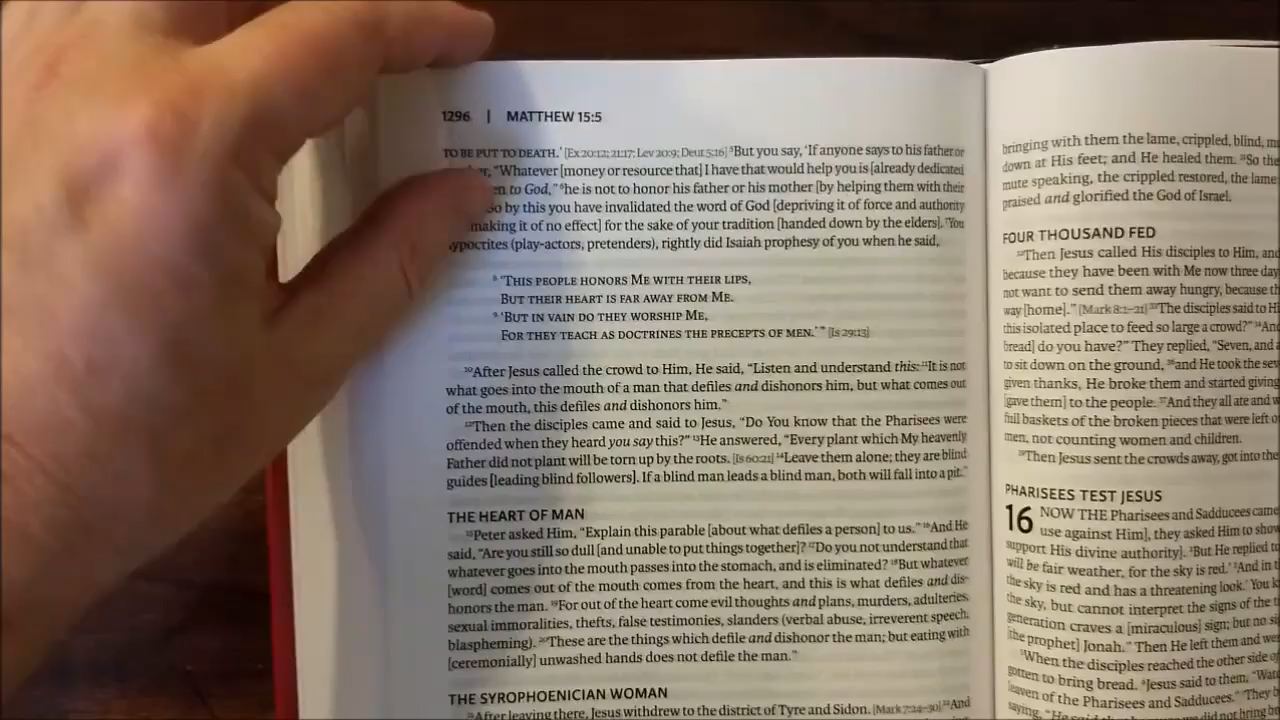 1296 | MATTHEW 15:5
TO BE PUT TO DEATH.’ [Ex 20:12; 21:17; Lev 20:9; Deut 5:16] ⁵But you say, ‘If anyone says to his father or
“Whatever [money or resource that] I have that would help you is [already dedicated
to God,” ⁶he is not to honor his father or his mother [by helping them with their
so by this you have invalidated the word of God [depriving it of force and authority
making it of no effect] for the sake of your tradition [handed down by the elders]. ⁷You
ypocrites (play-actors, pretenders), rightly did Isaiah prophesy of you when he said,
⁸ ‘THIS PEOPLE HONORS ME WITH THEIR LIPS,
BUT THEIR HEART IS FAR AWAY FROM ME.
⁹ ‘BUT IN VAIN DO THEY WORSHIP ME,
FOR THEY TEACH AS DOCTRINES THE PRECEPTS OF MEN.’ ” [Is 29:13]
¹⁰After Jesus called the crowd to Him, He said, “Listen and understand this: ¹¹It is not
what goes into the mouth of a man that defiles and dishonors him, but what comes out
of the mouth, this defiles and dishonors him.”
¹²Then the disciples came and said to Jesus, “Do You know that the Pharisees were
offended when they heard you say this?” ¹³He answered, “Every plant which My heavenly
Father did not plant will be torn up by the roots. [Is 60:21] ¹⁴Leave them alone; they are blind
guides [leading blind followers]. If a blind man leads a blind man, both will fall into a pit.”
THE HEART OF MAN
¹⁵Peter asked Him, “Explain this parable [about what defiles a person] to us.” ¹⁶And He
said, “Are you still so dull [and unable to put things together]? ¹⁷Do you not understand that
whatever goes into the mouth passes into the stomach, and is eliminated? ¹⁸But whatever
[word] comes out of the mouth comes from the heart, and this is what defiles and dis-
honors the man. ¹⁹For out of the heart come evil thoughts and plans, murders, adulteries,
sexual immoralities, thefts, false testimonies, slanders (verbal abuse, irreverent speech,
blaspheming). ²⁰These are the things which defile and dishonor the man; but eating with
[ceremonially] unwashed hands does not defile the man.”
THE SYROPHOENICIAN WOMAN
²¹After leaving there, Jesus withdrew to the district of Tyre and Sidon. [Mark 7:24-30] ²²And
bringing with them the lame, crippled, blind,
down at His feet; and He healed them. ³¹So the
mute speaking, the crippled restored, the lame
praised and glorified the God of Israel.
FOUR THOUSAND FED
³²Then Jesus called His disciples to Him, and
because they have been with Me now three day
not want to send them away hungry, because th
way [home].” [Mark 8:1-21] ³³The disciples said to Hi
this isolated place to feed so large a crowd?” ³⁴And
bread] do you have?” They replied, “Seven, and a
to sit down on the ground, ³⁶and He took the sev
given thanks, He broke them and started giving
[gave them] to the people. ³⁷And they all ate and w
full baskets of the broken pieces that were left o
men, not counting women and children.
³⁹Then Jesus sent the crowds away, got into the
PHARISEES TEST JESUS
16 NOW THE Pharisees and Sadducees came
use against Him], they asked Him to show
support His divine authority]. ²But He replied to
will be fair weather, for the sky is red.’ ³And in t
the sky is red and has a threatening look.’ You k
the sky, but cannot interpret the signs of the t
generation craves a [miraculous] sign; but no si
[the prophet] Jonah.” Then He left them and we
⁵When the disciples reached the other side of
gotten to bring bread. ⁶Jesus said to them, “Watc
leaven of the Pharisees and Sadducees.” ⁷They b
saying, did not bring